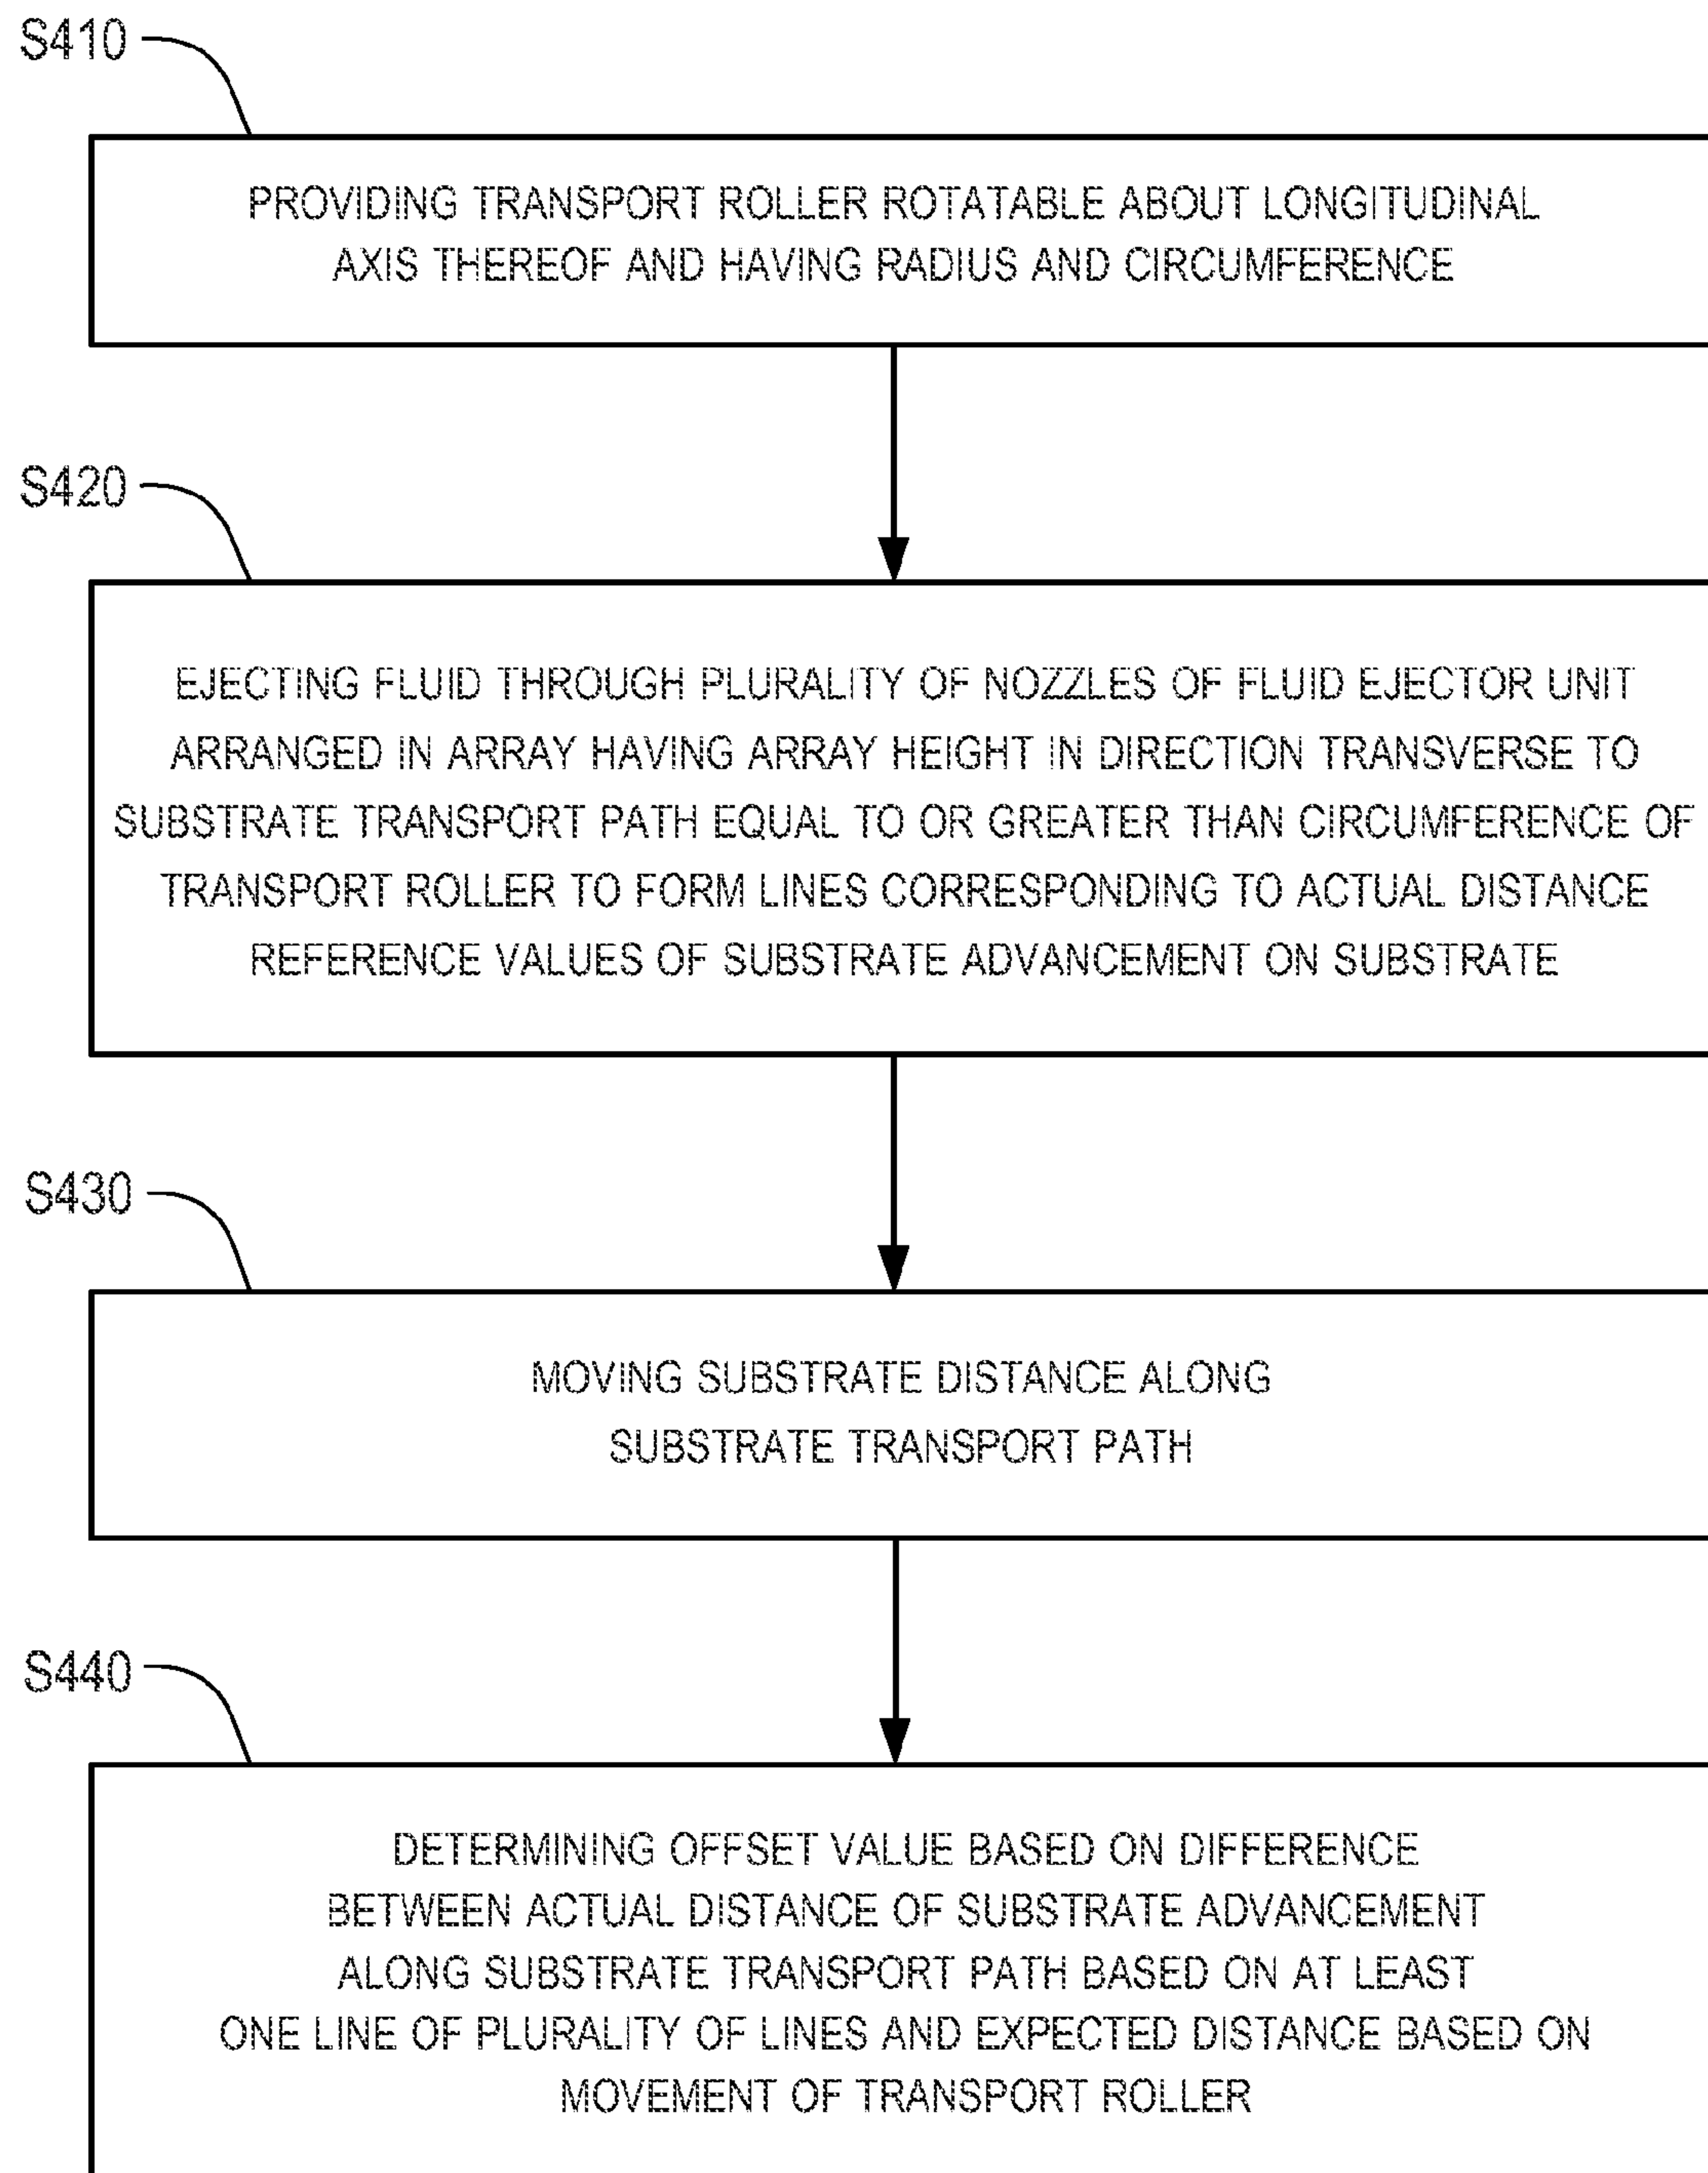 S410
PROVIDING TRANSPORT ROLLER ROTATABLE ABOUT LONGITUDINAL
AXIS THEREOF AND HAVING RADIUS AND CIRCUMFERENCE
S420
EJECTING FLUID THROUGH PLURALITY OF NOZZLES OF FLUID EJECTOR UNIT
ARRANGED IN ARRAY HAVING ARRAY HEIGHT IN DIRECTION TRANSVERSE TO
SUBSTRATE TRANSPORT PATH EQUAL TO OR GREATER THAN CIRCUMFERENCE OF
TRANSPORT ROLLER TO FORM LINES CORRESPONDING TO ACTUAL DISTANCE
REFERENCE VALUES OF SUBSTRATE ADVANCEMENT ON SUBSTRATE
S430
MOVING SUBSTRATE DISTANCE ALONG
SUBSTRATE TRANSPORT PATH
S440
DETERMINING OFFSET VALUE BASED ON DIFFERENCE
BETWEEN ACTUAL DISTANCE OF SUBSTRATE ADVANCEMENT
ALONG SUBSTRATE TRANSPORT PATH BASED ON AT LEAST
ONE LINE OF PLURALITY OF LINES AND EXPECTED DISTANCE BASED ON
MOVEMENT OF TRANSPORT ROLLER